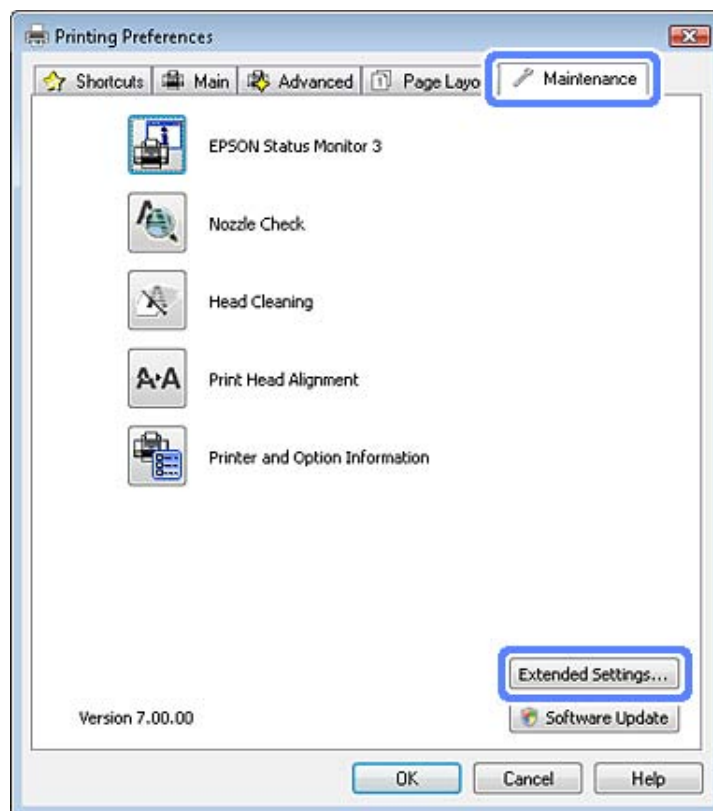 Printing Preferences
Shortcuts Main Advanced Page Layo Maintenance
EPSON Status Monitor 3
Nozzle Check
Head Cleaning
A A Print Head Alignment
Printer and Option Information
Extended Settings...
Version 7.00.00 Software Update
OK Cancel Help